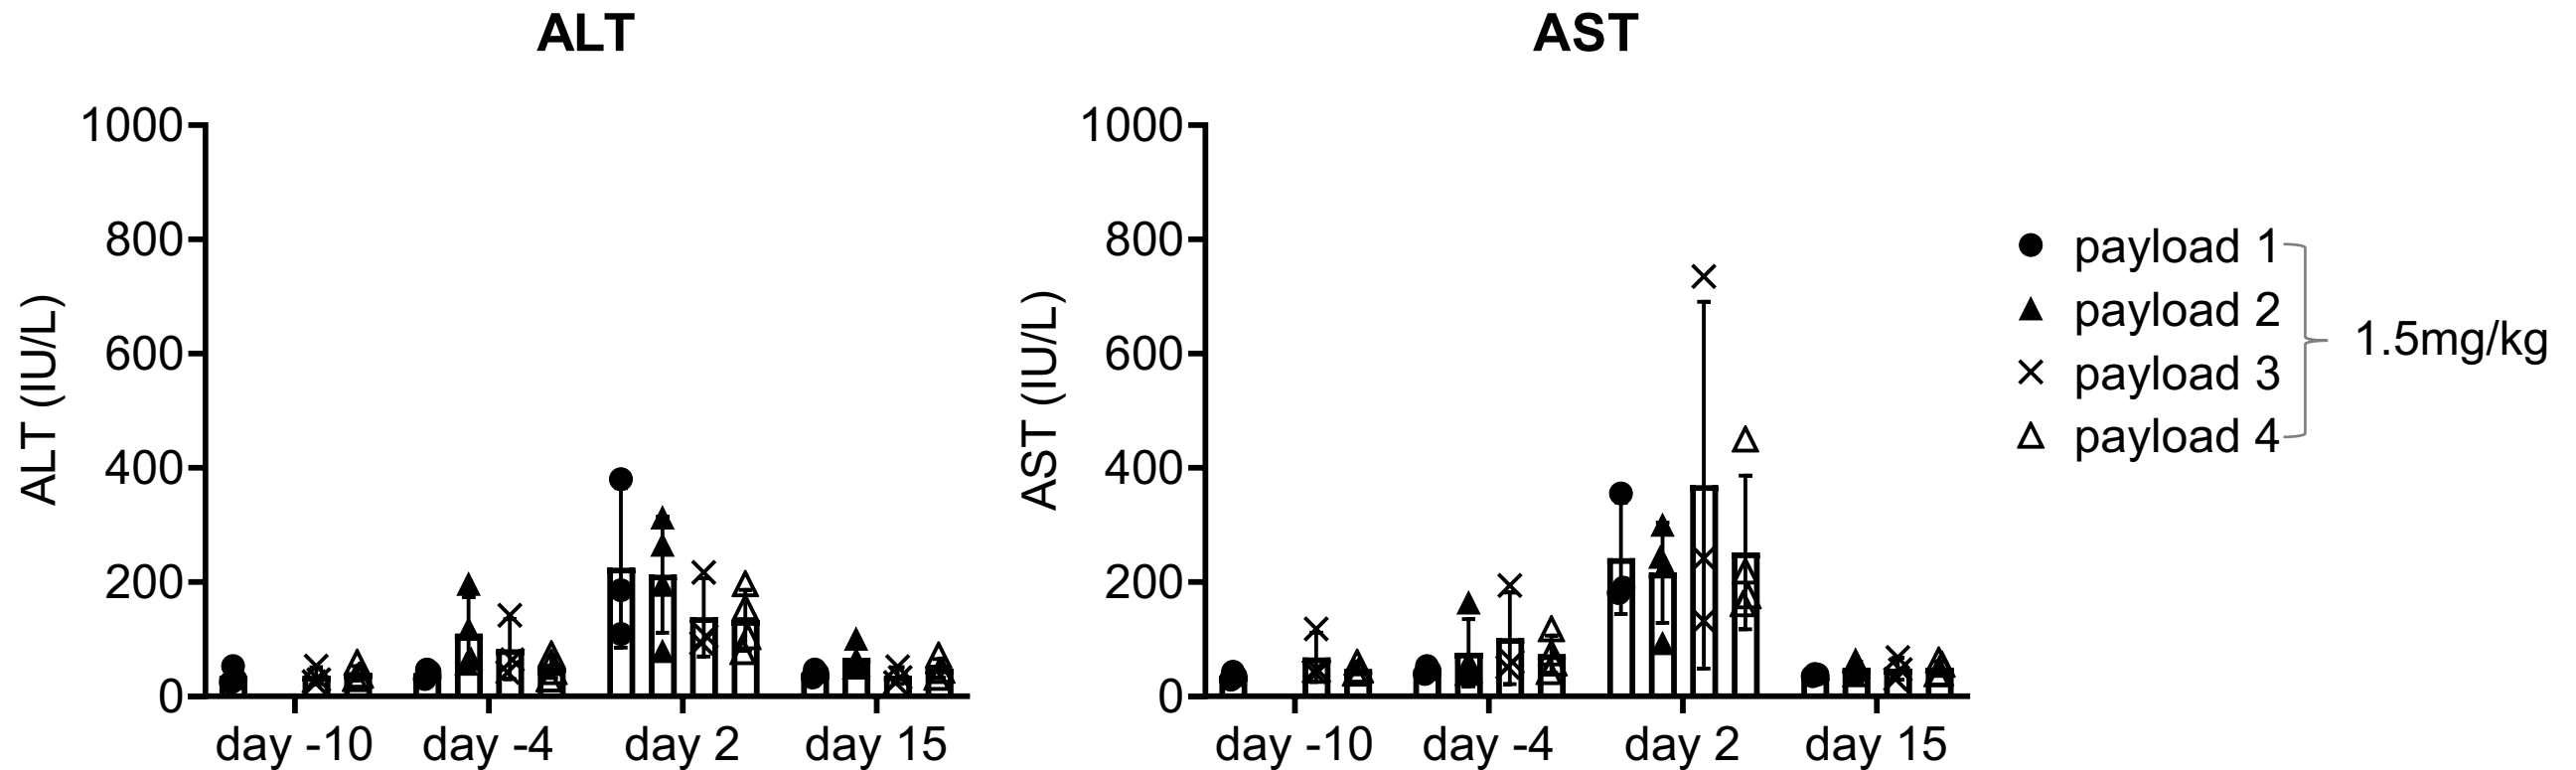 ALT
ALT (IU/L)
1000
800
600
400
200
0
day -10 day -4 day 2 day 15
AST
AST (IU/L)
1000
800
600
400
200
0
day -10 day -4 day 2 day 15
payload 1
payload 2
payload 3
payload 4
1.5mg/kg